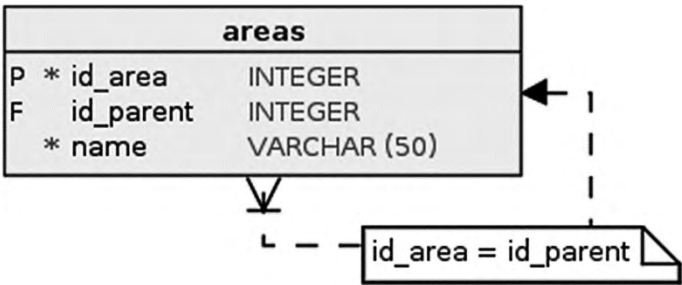 areas
P * id_area INTEGER
F id_parent INTEGER
* name VARCHAR (50)
id_area = id_parent